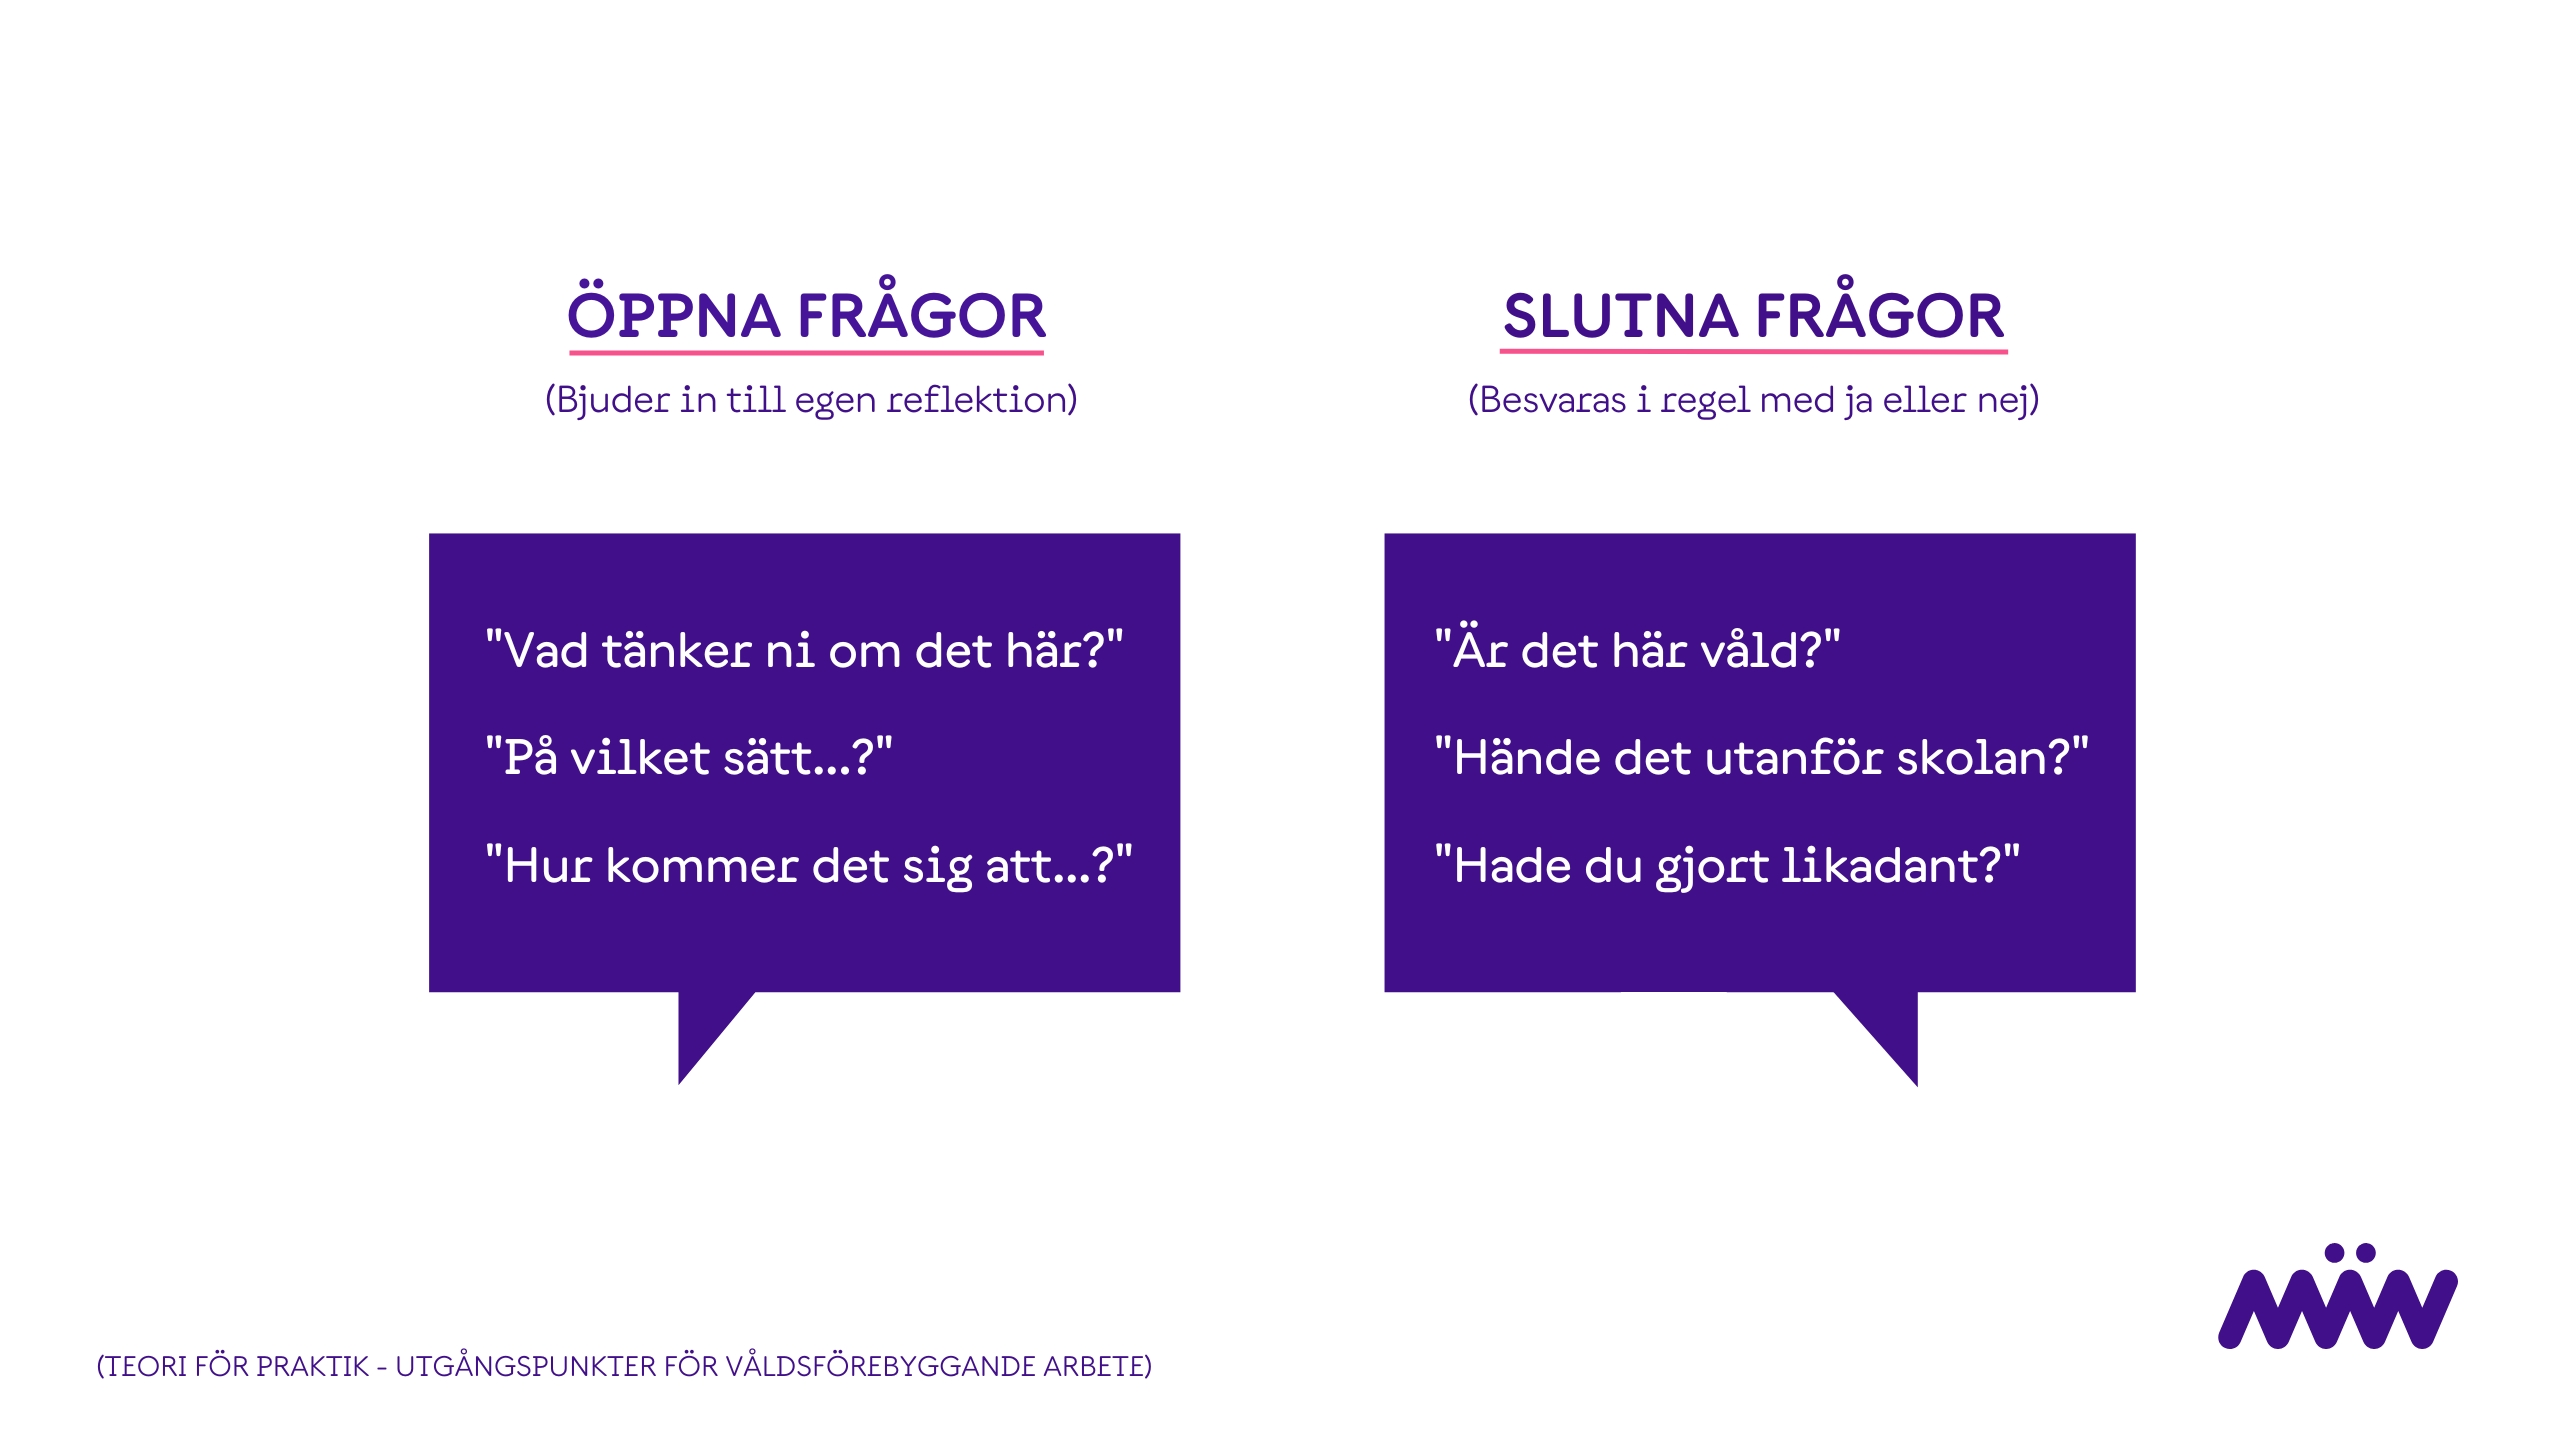 ÖPPNA FRÅGOR
(Bjuder in till egen reflektion)
"Vad tänker ni om det här?"
"På vilket sätt...?"
"Hur kommer det sig att...?"
SLUTNA FRÅGOR
(Besvaras i regel med ja eller nej)
"Är det här våld?"
"Hände det utanför skolan?"
"Hade du gjort likadant?"
(TEORI FÖR PRAKTIK - UTGÅNGSPUNKTER FÖR VÅLDSFÖREBYGGANDE ARBETE)
MÄN